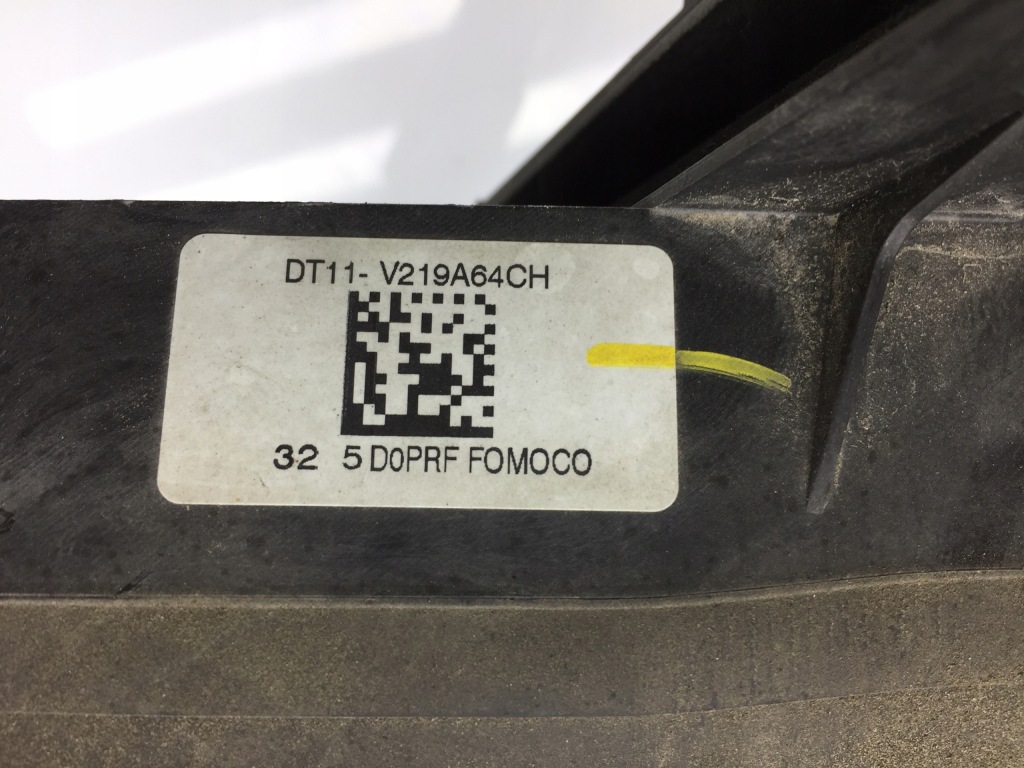 DT11- V219A64CH
32 5 D0PRF FOMOCO